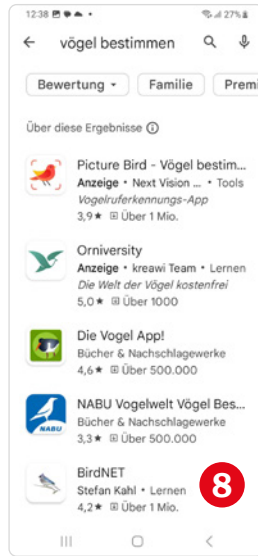 12:38
27%
vögel bestimmen
Bewertung
Familie
Premi
Über diese Ergebnisse
Picture Bird - Vögel bestim...
Anzeige • Next Vision ... • Tools
Vogelruferkennungs-App
3,9★ Über 1 Mio.
Orniversity
Anzeige • kreawi Team • Lernen
Die Welt der Vögel kostenfrei
5,0★ Über 1000
Die Vogel App!
Bücher & Nachschlagewerke
4,6★ Über 500.000
NABU
NABU Vogelwelt Vögel Bes...
Bücher & Nachschlagewerke
3,3★ Über 500.000
BirdNET
Stefan Kahl • Lernen
4,2★ Über 1 Mio.
8